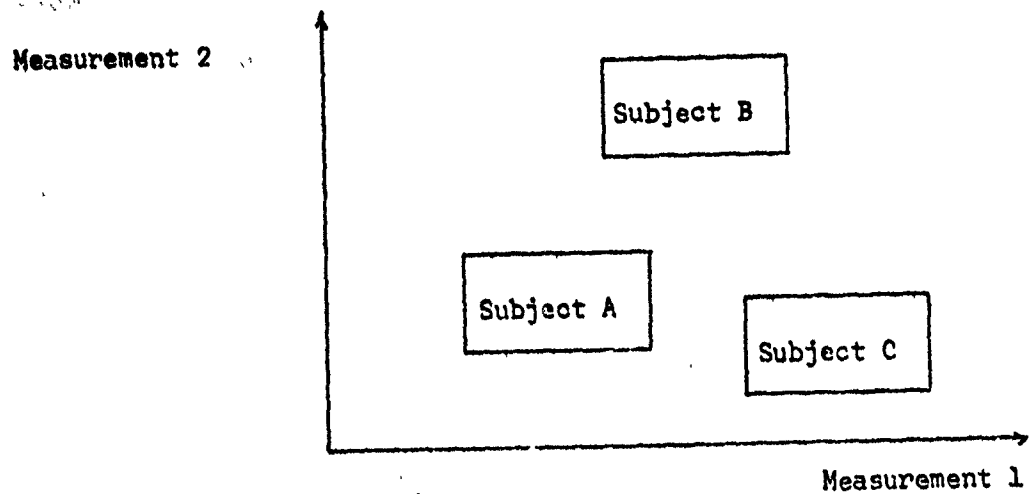 Measurement 2
Subject B
Subject A
Subject C
Measurement 1